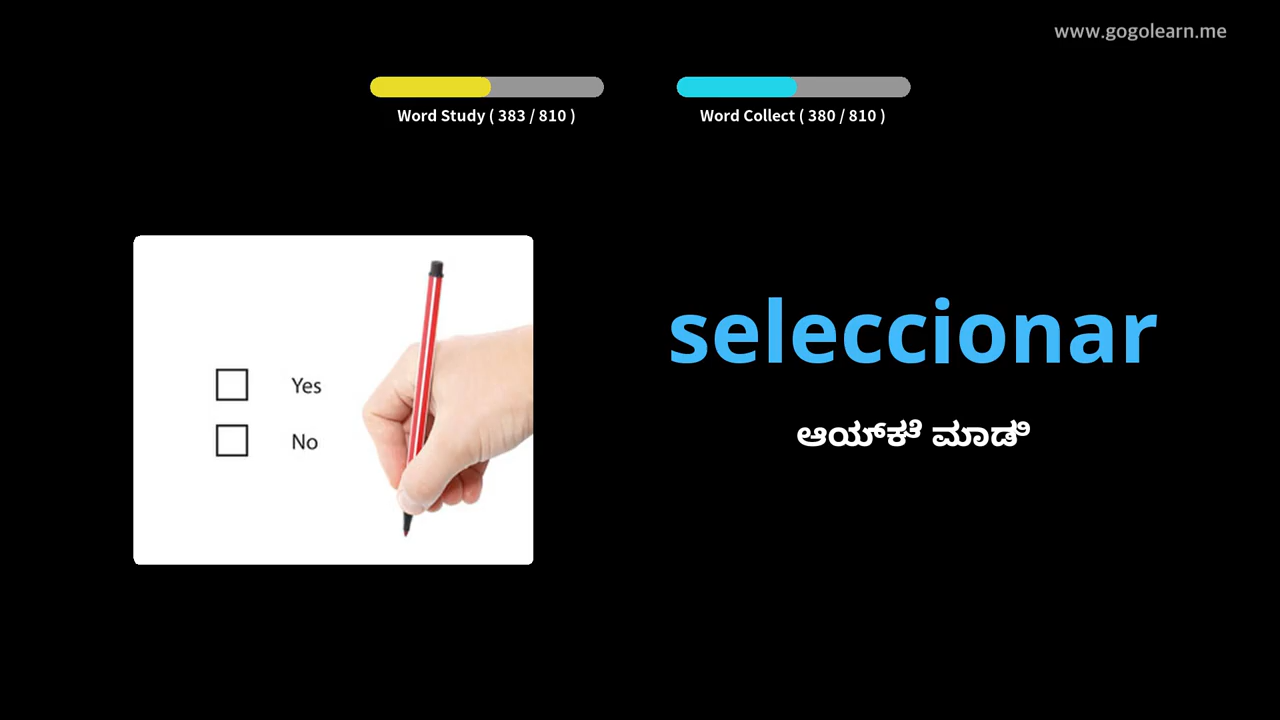 www.gogolearn.me
Word Study ( 383 / 810 )
Word Collect ( 380 / 810 )
Yes
No
seleccionar
ಆಯ್ಕೆ ಮಾಡಿ